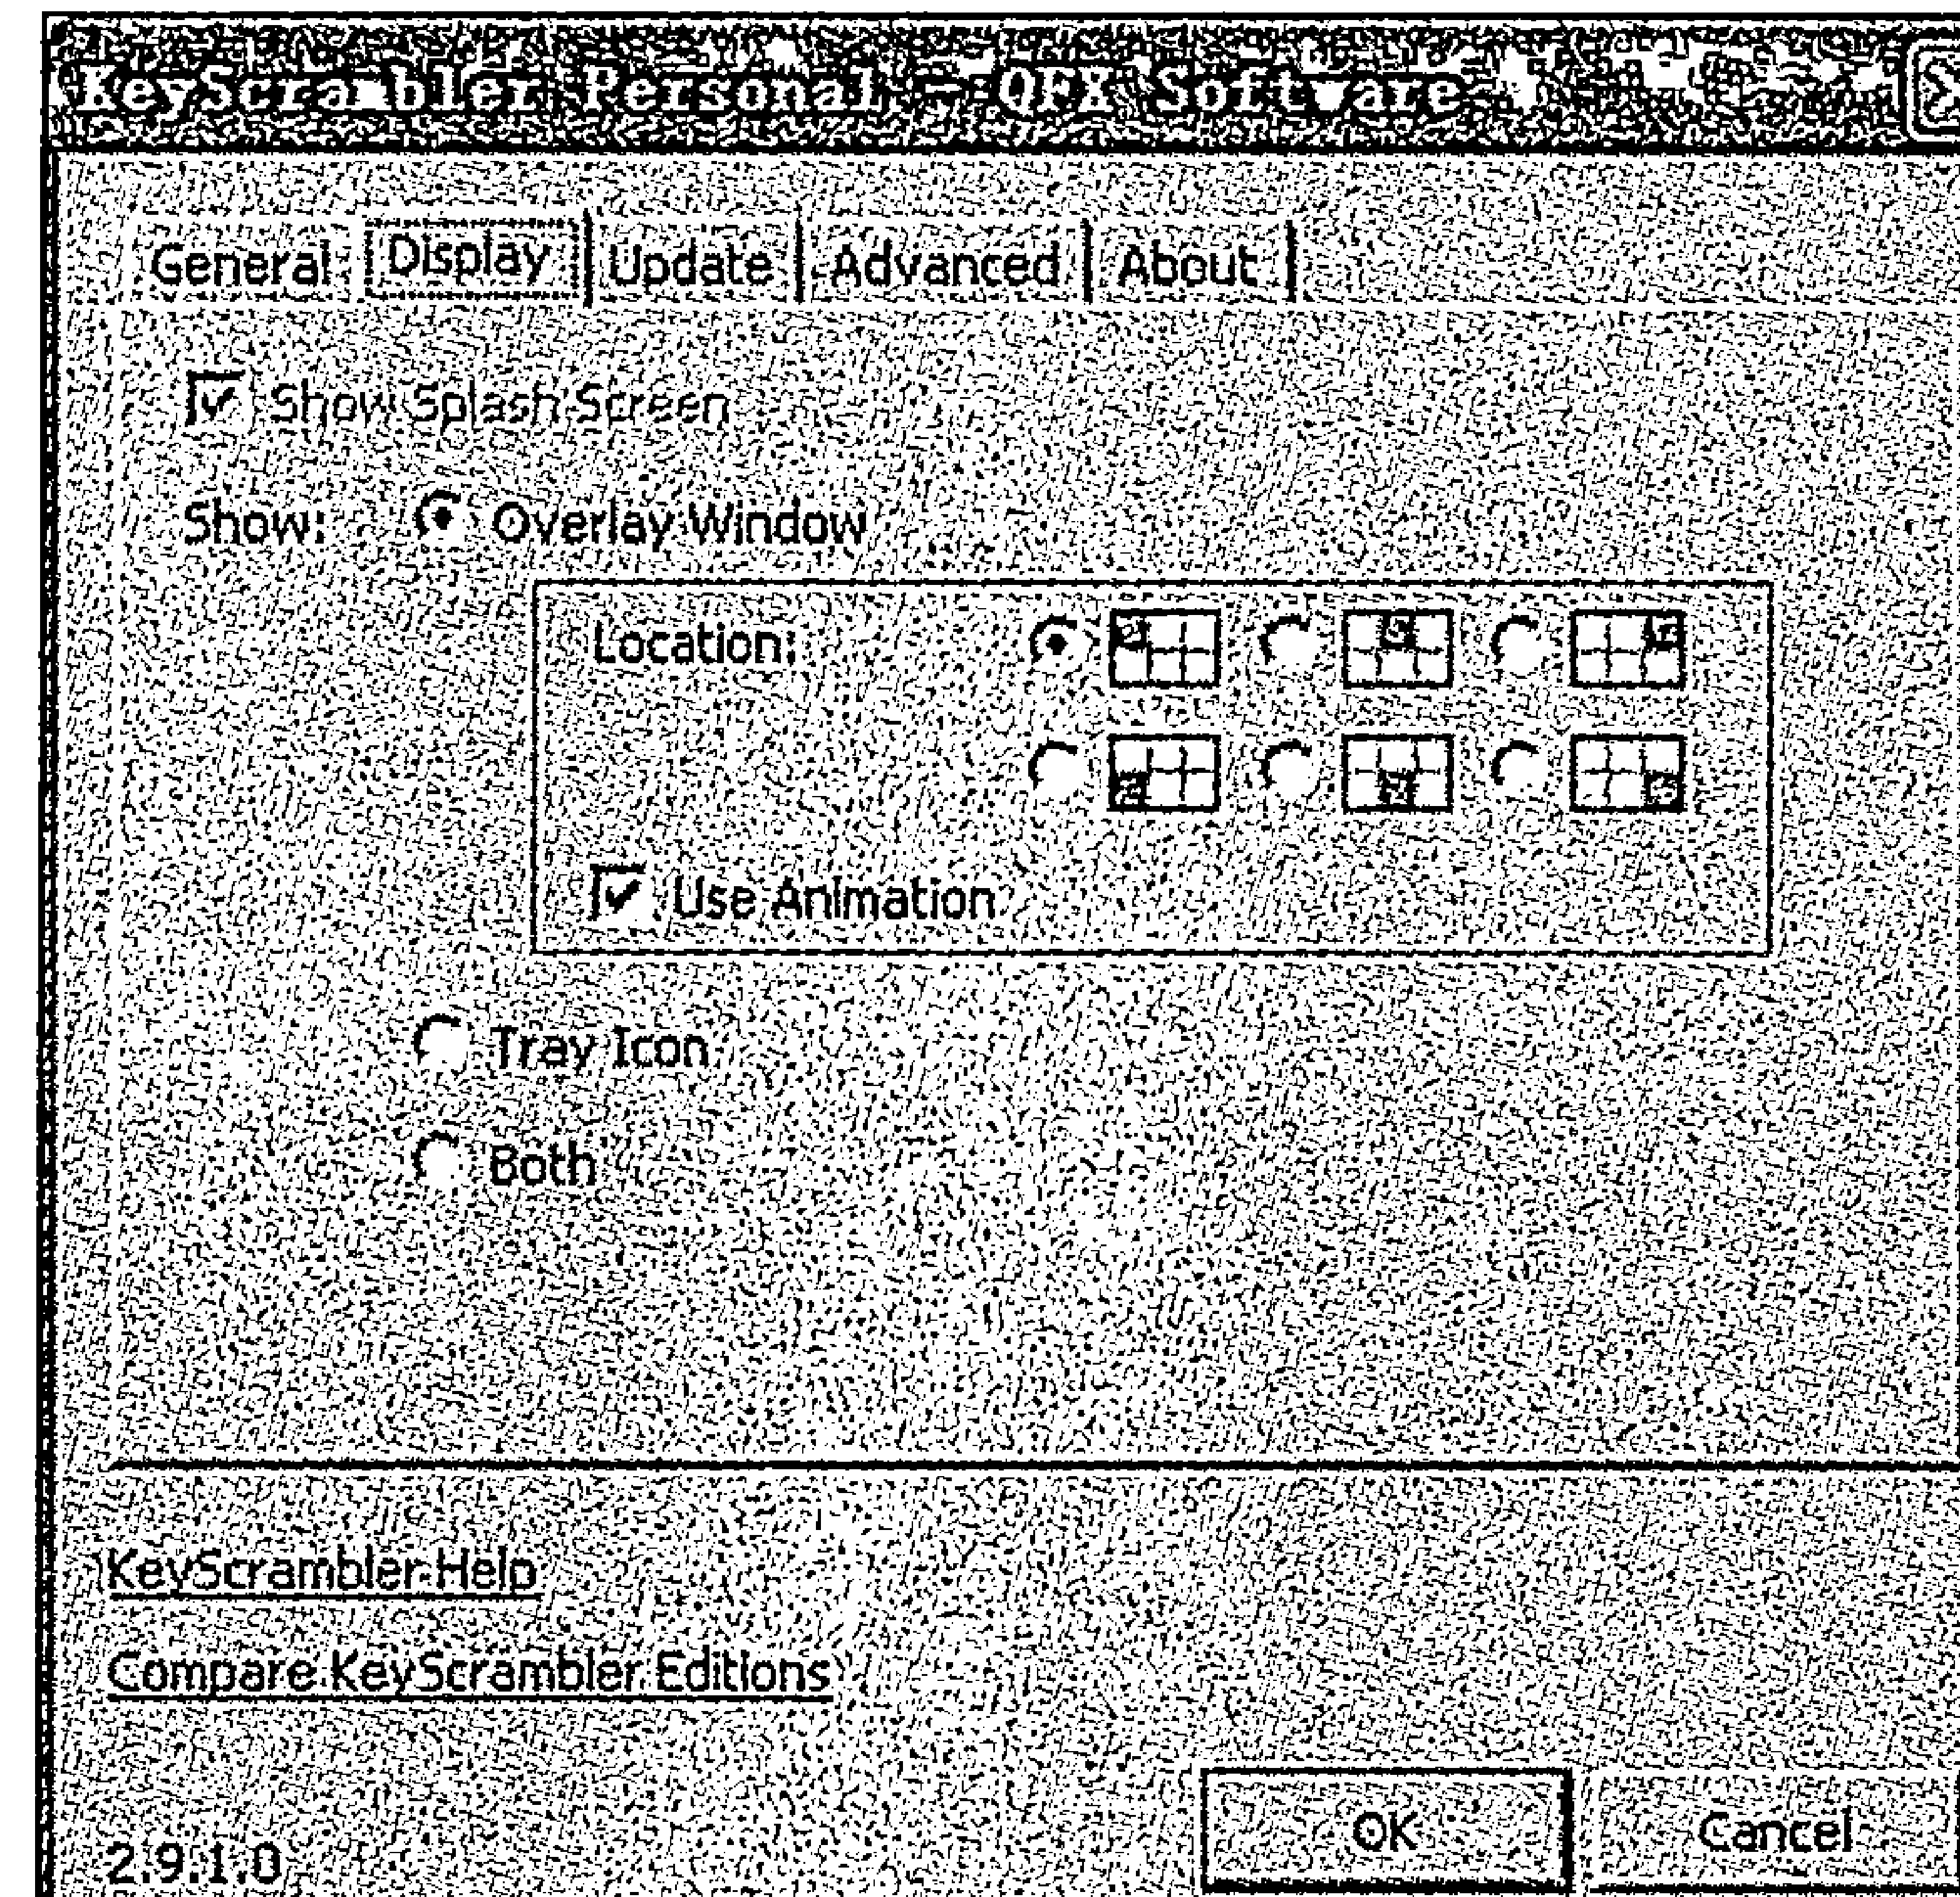 KeyScrambler Personal - QFX Software
General Display Update Advanced About
Show Splash Screen
Show: Overlay Window
Location:
Use Animation
Tray Icon
Both
KeyScrambler Help
Compare KeyScrambler Editions
OK Cancel
2.9.1.0